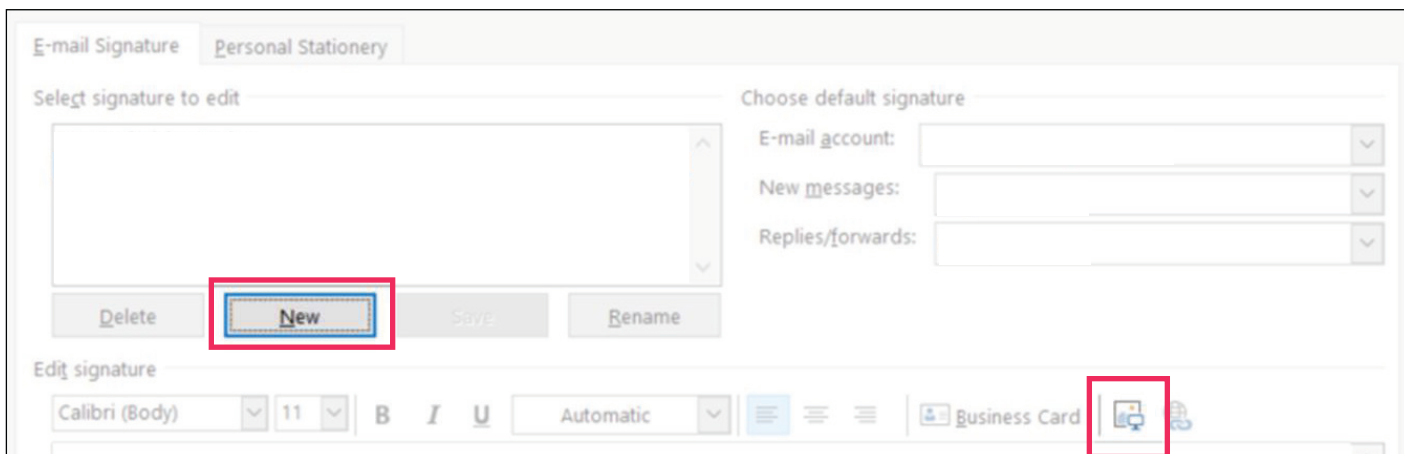 E-mail Signature
Personal Stationery
Select signature to edit
Choose default signature
E-mail account:
New messages:
Replies/forwards:
Delete
New
Save
Rename
Edit signature
Calibri (Body)
11
B
I
U
Automatic
Business Card